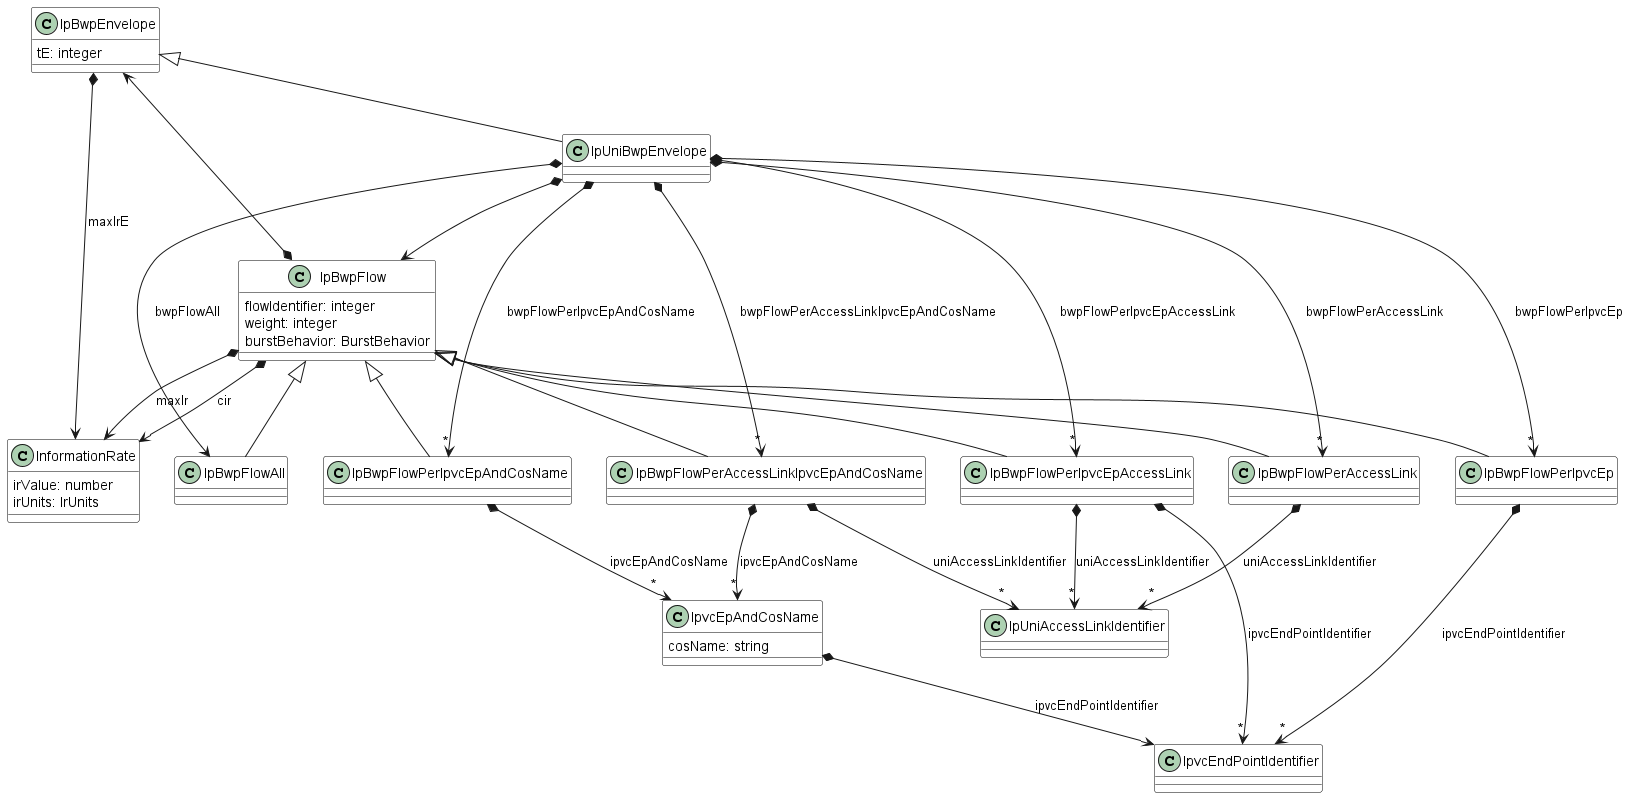 C IpBwpEnvelope
tE: integer
C IpUniBwpEnvelope
maxIrE
C IpBwpFlow
flowIdentifier: integer
weight: integer
burstBehavior: BurstBehavior
bwpFlowAll
bwpFlowPerIpvcEpAndCosName
bwpFlowPerAccessLinkIpvcEpAndCosName
bwpFlowPerIpvcEpAccessLink
bwpFlowPerAccessLink
bwpFlowPerIpvcEp
maxIr
cir
*
*
*
*
*
C InformationRate
irValue: number
irUnits: IrUnits
C IpBwpFlowAll
C IpBwpFlowPerIpvcEpAndCosName
C IpBwpFlowPerAccessLinkIpvcEpAndCosName
C IpBwpFlowPerIpvcEpAccessLink
C IpBwpFlowPerAccessLink
C IpBwpFlowPerIpvcEp
ipvcEpAndCosName
ipvcEpAndCosName
uniAccessLinkIdentifier
uniAccessLinkIdentifier
uniAccessLinkIdentifier
*
*
*
*
*
C IpvcEpAndCosName
cosName: string
C IpUniAccessLinkIdentifier
ipvcEndPointIdentifier
ipvcEndPointIdentifier
ipvcEndPointIdentifier
*
*
C IpvcEndPointIdentifier